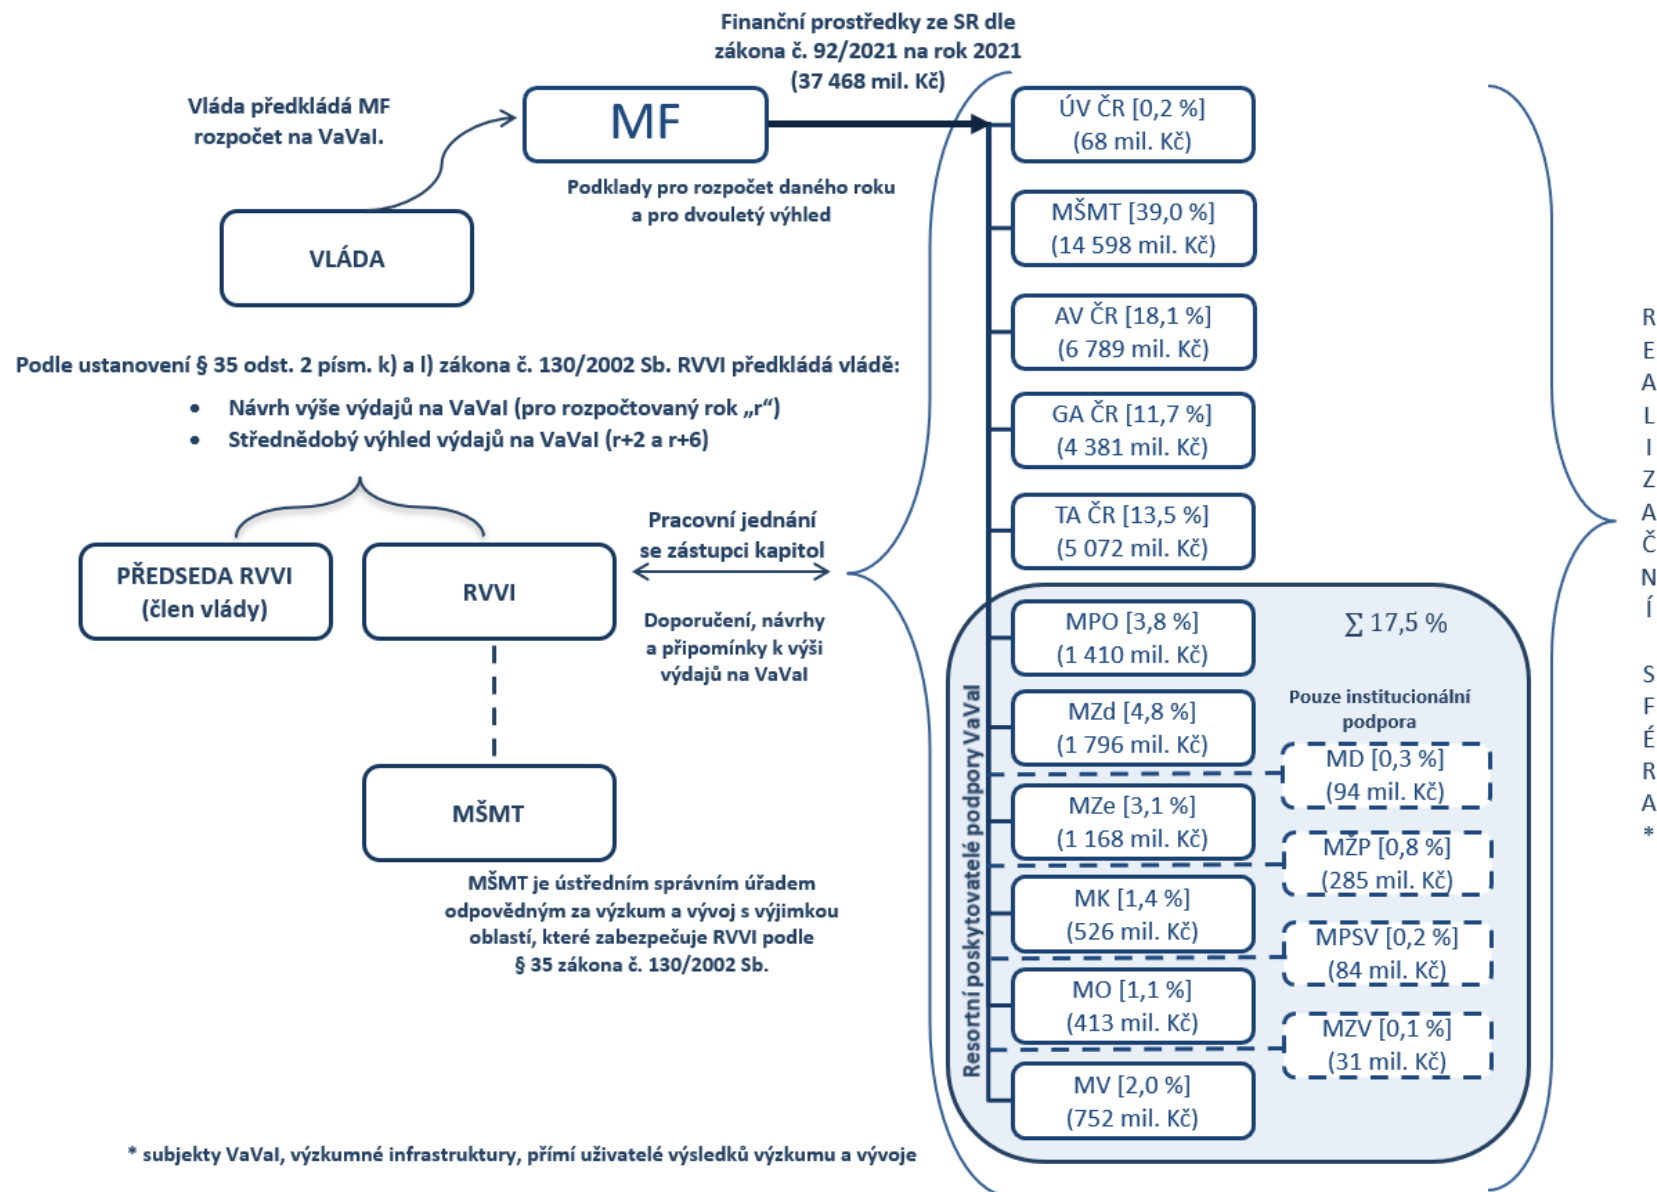 Finanční prostředky ze SR dle
zákona č. 92/2021 na rok 2021
(37 468 mil. Kč)
Vláda předkládá MF
rozpočet na VaVaI.
MF
Podklady pro rozpočet daného roku
a pro dvouletý výhled
VLÁDA
Podle ustanovení § 35 odst. 2 písm. k) a l) zákona č. 130/2002 Sb. RVVI předkládá vládě:
• Návrh výše výdajů na VaVaI (pro rozpočtovaný rok „r“)
• Střednědobý výhled výdajů na VaVaI (r+2 a r+6)
PŘEDSEDA RVVI
(člen vlády)
RVVI
Pracovní jednání
se zástupci kapitol
Doporučení, návrhy
a připomínky k výši
výdajů na VaVaI
MŠMT
MŠMT je ústředním správním úřadem
odpovědným za výzkum a vývoj s výjimkou
oblastí, které zabezpečuje RVVI podle
§ 35 zákona č. 130/2002 Sb.
ÚV ČR [0,2 %]
(68 mil. Kč)
MŠMT [39,0 %]
(14 598 mil. Kč)
AV ČR [18,1 %]
(6 789 mil. Kč)
GA ČR [11,7 %]
(4 381 mil. Kč)
TA ČR [13,5 %]
(5 072 mil. Kč)
Resortní poskytovatelé podpory VaVaI
MPO [3,8 %]
(1 410 mil. Kč)
MZd [4,8 %]
(1 796 mil. Kč)
MZe [3,1 %]
(1 168 mil. Kč)
MK [1,4 %]
(526 mil. Kč)
MO [1,1 %]
(413 mil. Kč)
MV [2,0 %]
(752 mil. Kč)
∑ 17,5 %
Pouze institucionální
podpora
MD [0,3 %]
(94 mil. Kč)
MŽP [0,8 %]
(285 mil. Kč)
MPSV [0,2 %]
(84 mil. Kč)
MZV [0,1 %]
(31 mil. Kč)
REALIZAČNÍ SFÉRA*
* subjekty VaVaI, výzkumné infrastruktury, přímí uživatelé výsledků výzkumu a vývoje